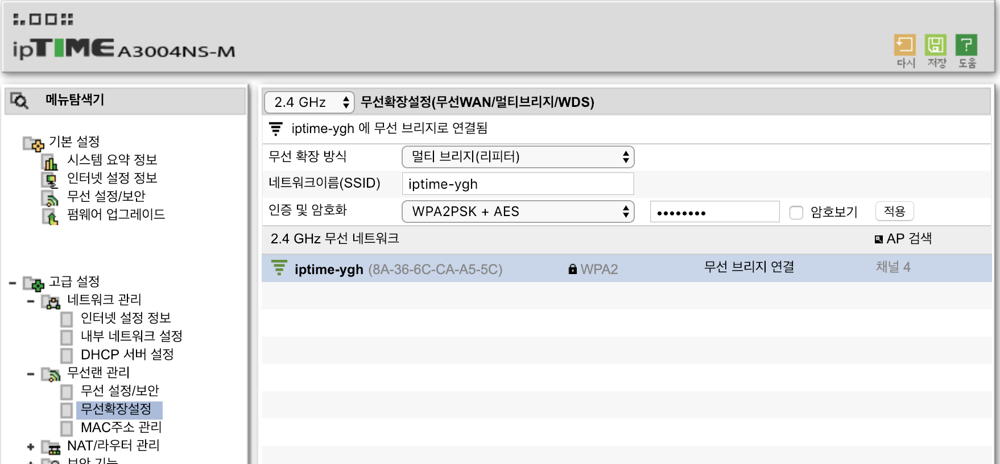 ipTIME A3004NS-M
다시 저장 도움
메뉴탐색기
기본 설정
시스템 요약 정보
인터넷 설정 정보
무선 설정/보안
펌웨어 업그레이드
고급 설정
네트워크 관리
인터넷 설정 정보
내부 네트워크 설정
DHCP 서버 설정
무선랜 관리
무선 설정/보안
무선확장설정
MAC주소 관리
NAT/라우터 관리
보안 기능
2.4 GHz 무선확장설정(무선WAN/멀티브리지/WDS)
iptime-ygh 에 무선 브리지로 연결됨
무선 확장 방식 멀티 브리지(리피터)
네트워크이름(SSID) iptime-ygh
인증 및 암호화 WPA2PSK + AES •••••••• 암호보기 적용
2.4 GHz 무선 네트워크 AP 검색
iptime-ygh (8A-36-6C-CA-A5-5C) WPA2 무선 브리지 연결 채널 4